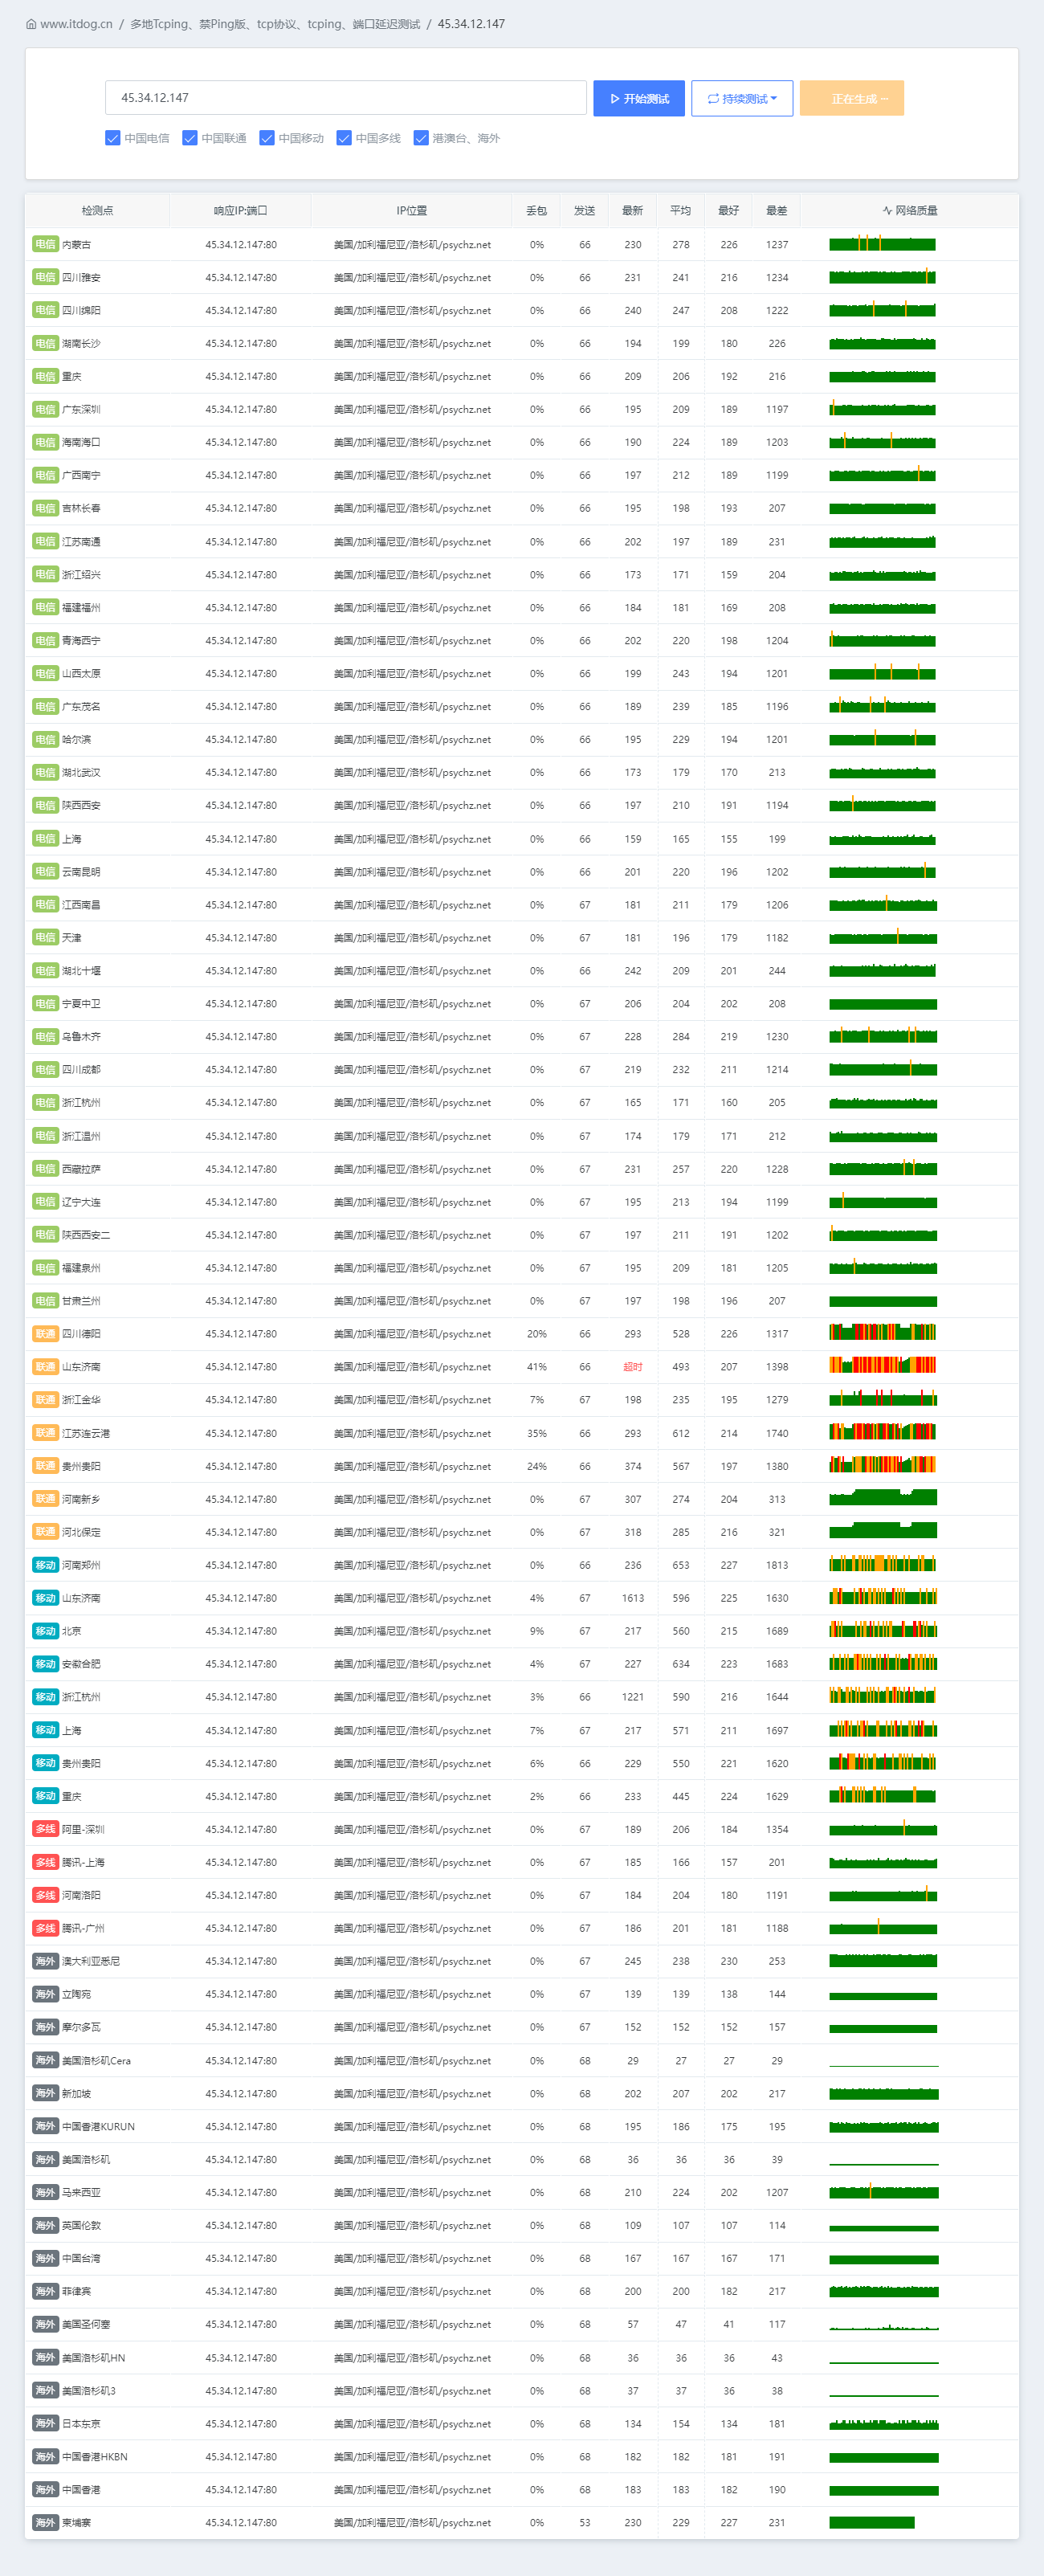 www.itdog.cn / 多地Tcping、禁Ping版、tcp协议、tcping、端口延迟测试 / 45.34.12.147
45.34.12.147 开始测试 持续测试 正在生成 ...
中国电信 中国联通 中国移动 中国多线 港澳台、海外
检测点 响应IP:端口 IP位置 丢包 发送 最新 平均 最好 最差 网络质量
电信 内蒙古 45.34.12.147:80 美国/加利福尼亚/洛杉矶/psychz.net 0% 66 230 278 226 1237
电信 四川雅安 45.34.12.147:80 美国/加利福尼亚/洛杉矶/psychz.net 0% 66 231 241 216 1234
电信 四川绵阳 45.34.12.147:80 美国/加利福尼亚/洛杉矶/psychz.net 0% 66 240 247 208 1222
电信 湖南长沙 45.34.12.147:80 美国/加利福尼亚/洛杉矶/psychz.net 0% 66 194 199 180 226
电信 重庆 45.34.12.147:80 美国/加利福尼亚/洛杉矶/psychz.net 0% 66 209 206 192 216
电信 广东深圳 45.34.12.147:80 美国/加利福尼亚/洛杉矶/psychz.net 0% 66 195 209 189 1197
电信 海南海口 45.34.12.147:80 美国/加利福尼亚/洛杉矶/psychz.net 0% 66 190 224 189 1203
电信 广西南宁 45.34.12.147:80 美国/加利福尼亚/洛杉矶/psychz.net 0% 66 197 212 189 1199
电信 吉林长春 45.34.12.147:80 美国/加利福尼亚/洛杉矶/psychz.net 0% 66 195 198 193 207
电信 江苏南通 45.34.12.147:80 美国/加利福尼亚/洛杉矶/psychz.net 0% 66 202 197 189 231
电信 浙江绍兴 45.34.12.147:80 美国/加利福尼亚/洛杉矶/psychz.net 0% 66 173 171 159 204
电信 福建福州 45.34.12.147:80 美国/加利福尼亚/洛杉矶/psychz.net 0% 66 184 181 169 208
电信 青海西宁 45.34.12.147:80 美国/加利福尼亚/洛杉矶/psychz.net 0% 66 202 220 198 1204
电信 山西太原 45.34.12.147:80 美国/加利福尼亚/洛杉矶/psychz.net 0% 66 199 243 194 1201
电信 广东茂名 45.34.12.147:80 美国/加利福尼亚/洛杉矶/psychz.net 0% 66 189 239 185 1196
电信 哈尔滨 45.34.12.147:80 美国/加利福尼亚/洛杉矶/psychz.net 0% 66 195 229 194 1201
电信 湖北武汉 45.34.12.147:80 美国/加利福尼亚/洛杉矶/psychz.net 0% 66 173 179 170 213
电信 陕西西安 45.34.12.147:80 美国/加利福尼亚/洛杉矶/psychz.net 0% 66 197 210 191 1194
电信 上海 45.34.12.147:80 美国/加利福尼亚/洛杉矶/psychz.net 0% 66 159 165 155 199
电信 云南昆明 45.34.12.147:80 美国/加利福尼亚/洛杉矶/psychz.net 0% 66 201 220 196 1202
电信 江西南昌 45.34.12.147:80 美国/加利福尼亚/洛杉矶/psychz.net 0% 67 181 211 179 1206
电信 天津 45.34.12.147:80 美国/加利福尼亚/洛杉矶/psychz.net 0% 67 181 196 179 1182
电信 湖北十堰 45.34.12.147:80 美国/加利福尼亚/洛杉矶/psychz.net 0% 66 242 209 201 244
电信 宁夏中卫 45.34.12.147:80 美国/加利福尼亚/洛杉矶/psychz.net 0% 67 206 204 202 208
电信 乌鲁木齐 45.34.12.147:80 美国/加利福尼亚/洛杉矶/psychz.net 0% 67 228 284 219 1230
电信 四川成都 45.34.12.147:80 美国/加利福尼亚/洛杉矶/psychz.net 0% 67 219 232 211 1214
电信 浙江杭州 45.34.12.147:80 美国/加利福尼亚/洛杉矶/psychz.net 0% 67 165 171 160 205
电信 浙江温州 45.34.12.147:80 美国/加利福尼亚/洛杉矶/psychz.net 0% 67 174 179 171 212
电信 西藏拉萨 45.34.12.147:80 美国/加利福尼亚/洛杉矶/psychz.net 0% 67 231 257 220 1228
电信 辽宁大连 45.34.12.147:80 美国/加利福尼亚/洛杉矶/psychz.net 0% 67 195 213 194 1199
电信 陕西西安二 45.34.12.147:80 美国/加利福尼亚/洛杉矶/psychz.net 0% 67 197 211 191 1202
电信 福建泉州 45.34.12.147:80 美国/加利福尼亚/洛杉矶/psychz.net 0% 67 195 209 181 1205
电信 甘肃兰州 45.34.12.147:80 美国/加利福尼亚/洛杉矶/psychz.net 0% 67 197 198 196 207
联通 四川德阳 45.34.12.147:80 美国/加利福尼亚/洛杉矶/psychz.net 20% 66 293 528 226 1317
联通 山东济南 45.34.12.147:80 美国/加利福尼亚/洛杉矶/psychz.net 41% 66 超时 493 207 1398
联通 浙江金华 45.34.12.147:80 美国/加利福尼亚/洛杉矶/psychz.net 7% 66 198 235 195 1279
联通 江苏连云港 45.34.12.147:80 美国/加利福尼亚/洛杉矶/psychz.net 35% 66 293 612 214 1740
联通 贵州贵阳 45.34.12.147:80 美国/加利福尼亚/洛杉矶/psychz.net 24% 66 374 567 197 1380
联通 河南新乡 45.34.12.147:80 美国/加利福尼亚/洛杉矶/psychz.net 0% 67 307 274 204 313
联通 河北保定 45.34.12.147:80 美国/加利福尼亚/洛杉矶/psychz.net 0% 67 318 285 216 321
移动 河南郑州 45.34.12.147:80 美国/加利福尼亚/洛杉矶/psychz.net 0% 66 236 653 227 1813
移动 山东济南 45.34.12.147:80 美国/加利福尼亚/洛杉矶/psychz.net 4% 67 1613 596 225 1630
移动 北京 45.34.12.147:80 美国/加利福尼亚/洛杉矶/psychz.net 9% 67 217 560 215 1689
移动 安徽合肥 45.34.12.147:80 美国/加利福尼亚/洛杉矶/psychz.net 4% 67 227 634 223 1683
移动 浙江杭州 45.34.12.147:80 美国/加利福尼亚/洛杉矶/psychz.net 3% 66 1221 590 216 1644
移动 上海 45.34.12.147:80 美国/加利福尼亚/洛杉矶/psychz.net 7% 67 217 571 211 1697
移动 贵州贵阳 45.34.12.147:80 美国/加利福尼亚/洛杉矶/psychz.net 6% 66 229 550 221 1620
移动 重庆 45.34.12.147:80 美国/加利福尼亚/洛杉矶/psychz.net 2% 66 233 445 224 1629
多线 阿里-深圳 45.34.12.147:80 美国/加利福尼亚/洛杉矶/psychz.net 0% 67 189 206 184 1354
多线 腾讯-上海 45.34.12.147:80 美国/加利福尼亚/洛杉矶/psychz.net 0% 67 185 166 157 201
多线 河南洛阳 45.34.12.147:80 美国/加利福尼亚/洛杉矶/psychz.net 0% 67 184 204 180 1191
多线 腾讯-广州 45.34.12.147:80 美国/加利福尼亚/洛杉矶/psychz.net 0% 67 186 201 181 1188
海外 澳大利亚悉尼 45.34.12.147:80 美国/加利福尼亚/洛杉矶/psychz.net 0% 67 245 238 230 253
海外 立陶宛 45.34.12.147:80 美国/加利福尼亚/洛杉矶/psychz.net 0% 67 139 139 138 144
海外 摩尔多瓦 45.34.12.147:80 美国/加利福尼亚/洛杉矶/psychz.net 0% 67 152 152 152 157
海外 美国洛杉矶Cera 45.34.12.147:80 美国/加利福尼亚/洛杉矶/psychz.net 0% 68 29 27 27 29
海外 新加坡 45.34.12.147:80 美国/加利福尼亚/洛杉矶/psychz.net 0% 68 202 207 202 217
海外 中国香港KURUN 45.34.12.147:80 美国/加利福尼亚/洛杉矶/psychz.net 0% 68 195 186 175 195
海外 美国洛杉矶 45.34.12.147:80 美国/加利福尼亚/洛杉矶/psychz.net 0% 68 36 36 36 39
海外 马来西亚 45.34.12.147:80 美国/加利福尼亚/洛杉矶/psychz.net 0% 68 210 224 202 1207
海外 英国伦敦 45.34.12.147:80 美国/加利福尼亚/洛杉矶/psychz.net 0% 68 109 107 107 114
海外 中国台湾 45.34.12.147:80 美国/加利福尼亚/洛杉矶/psychz.net 0% 68 167 167 167 171
海外 菲律宾 45.34.12.147:80 美国/加利福尼亚/洛杉矶/psychz.net 0% 68 200 200 182 217
海外 美国圣何塞 45.34.12.147:80 美国/加利福尼亚/洛杉矶/psychz.net 0% 68 57 47 41 117
海外 美国洛杉矶HN 45.34.12.147:80 美国/加利福尼亚/洛杉矶/psychz.net 0% 68 36 36 36 43
海外 美国洛杉矶3 45.34.12.147:80 美国/加利福尼亚/洛杉矶/psychz.net 0% 68 37 37 36 38
海外 日本东京 45.34.12.147:80 美国/加利福尼亚/洛杉矶/psychz.net 0% 68 134 154 134 181
海外 中国香港HKBN 45.34.12.147:80 美国/加利福尼亚/洛杉矶/psychz.net 0% 68 182 182 181 191
海外 中国香港 45.34.12.147:80 美国/加利福尼亚/洛杉矶/psychz.net 0% 68 183 183 182 190
海外 柬埔寨 45.34.12.147:80 美国/加利福尼亚/洛杉矶/psychz.net 0% 53 230 229 227 231